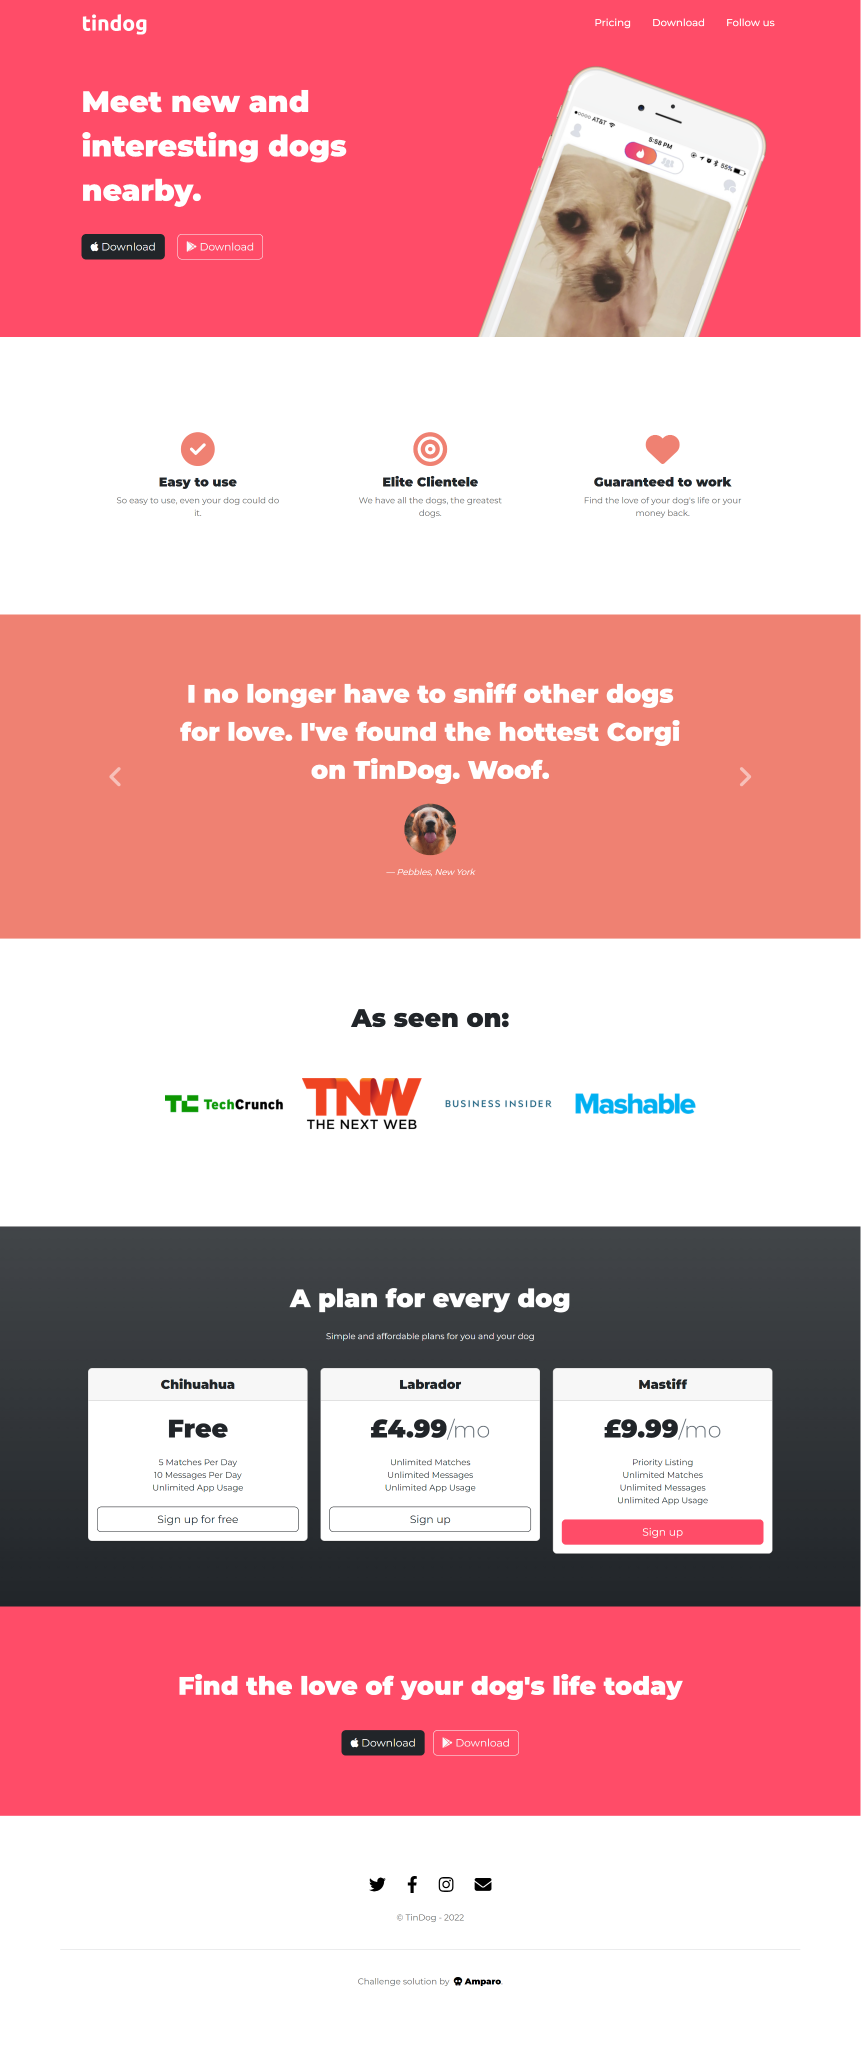 tindog
Pricing Download Follow us
Meet new and
interesting dogs
nearby.
Download Download
AT&T 5:58 PM 55%
Easy to use
So easy to use, even your dog could do
it.
Elite Clientele
We have all the dogs, the greatest
dogs.
Guaranteed to work
Find the love of your dog's life or your
money back.
I no longer have to sniff other dogs
for love. I've found the hottest Corgi
on TinDog. Woof.
— Pebbles, New York
As seen on:
TC TechCrunch
TNW
THE NEXT WEB
BUSINESS INSIDER
Mashable
A plan for every dog
Simple and affordable plans for you and your dog
Chihuahua
Free
5 Matches Per Day
10 Messages Per Day
Unlimited App Usage
Sign up for free
Labrador
£4.99/mo
Unlimited Matches
Unlimited Messages
Unlimited App Usage
Sign up
Mastiff
£9.99/mo
Priority Listing
Unlimited Matches
Unlimited Messages
Unlimited App Usage
Sign up
Find the love of your dog's life today
Download Download
© TinDog - 2022
Challenge solution by Amparo.